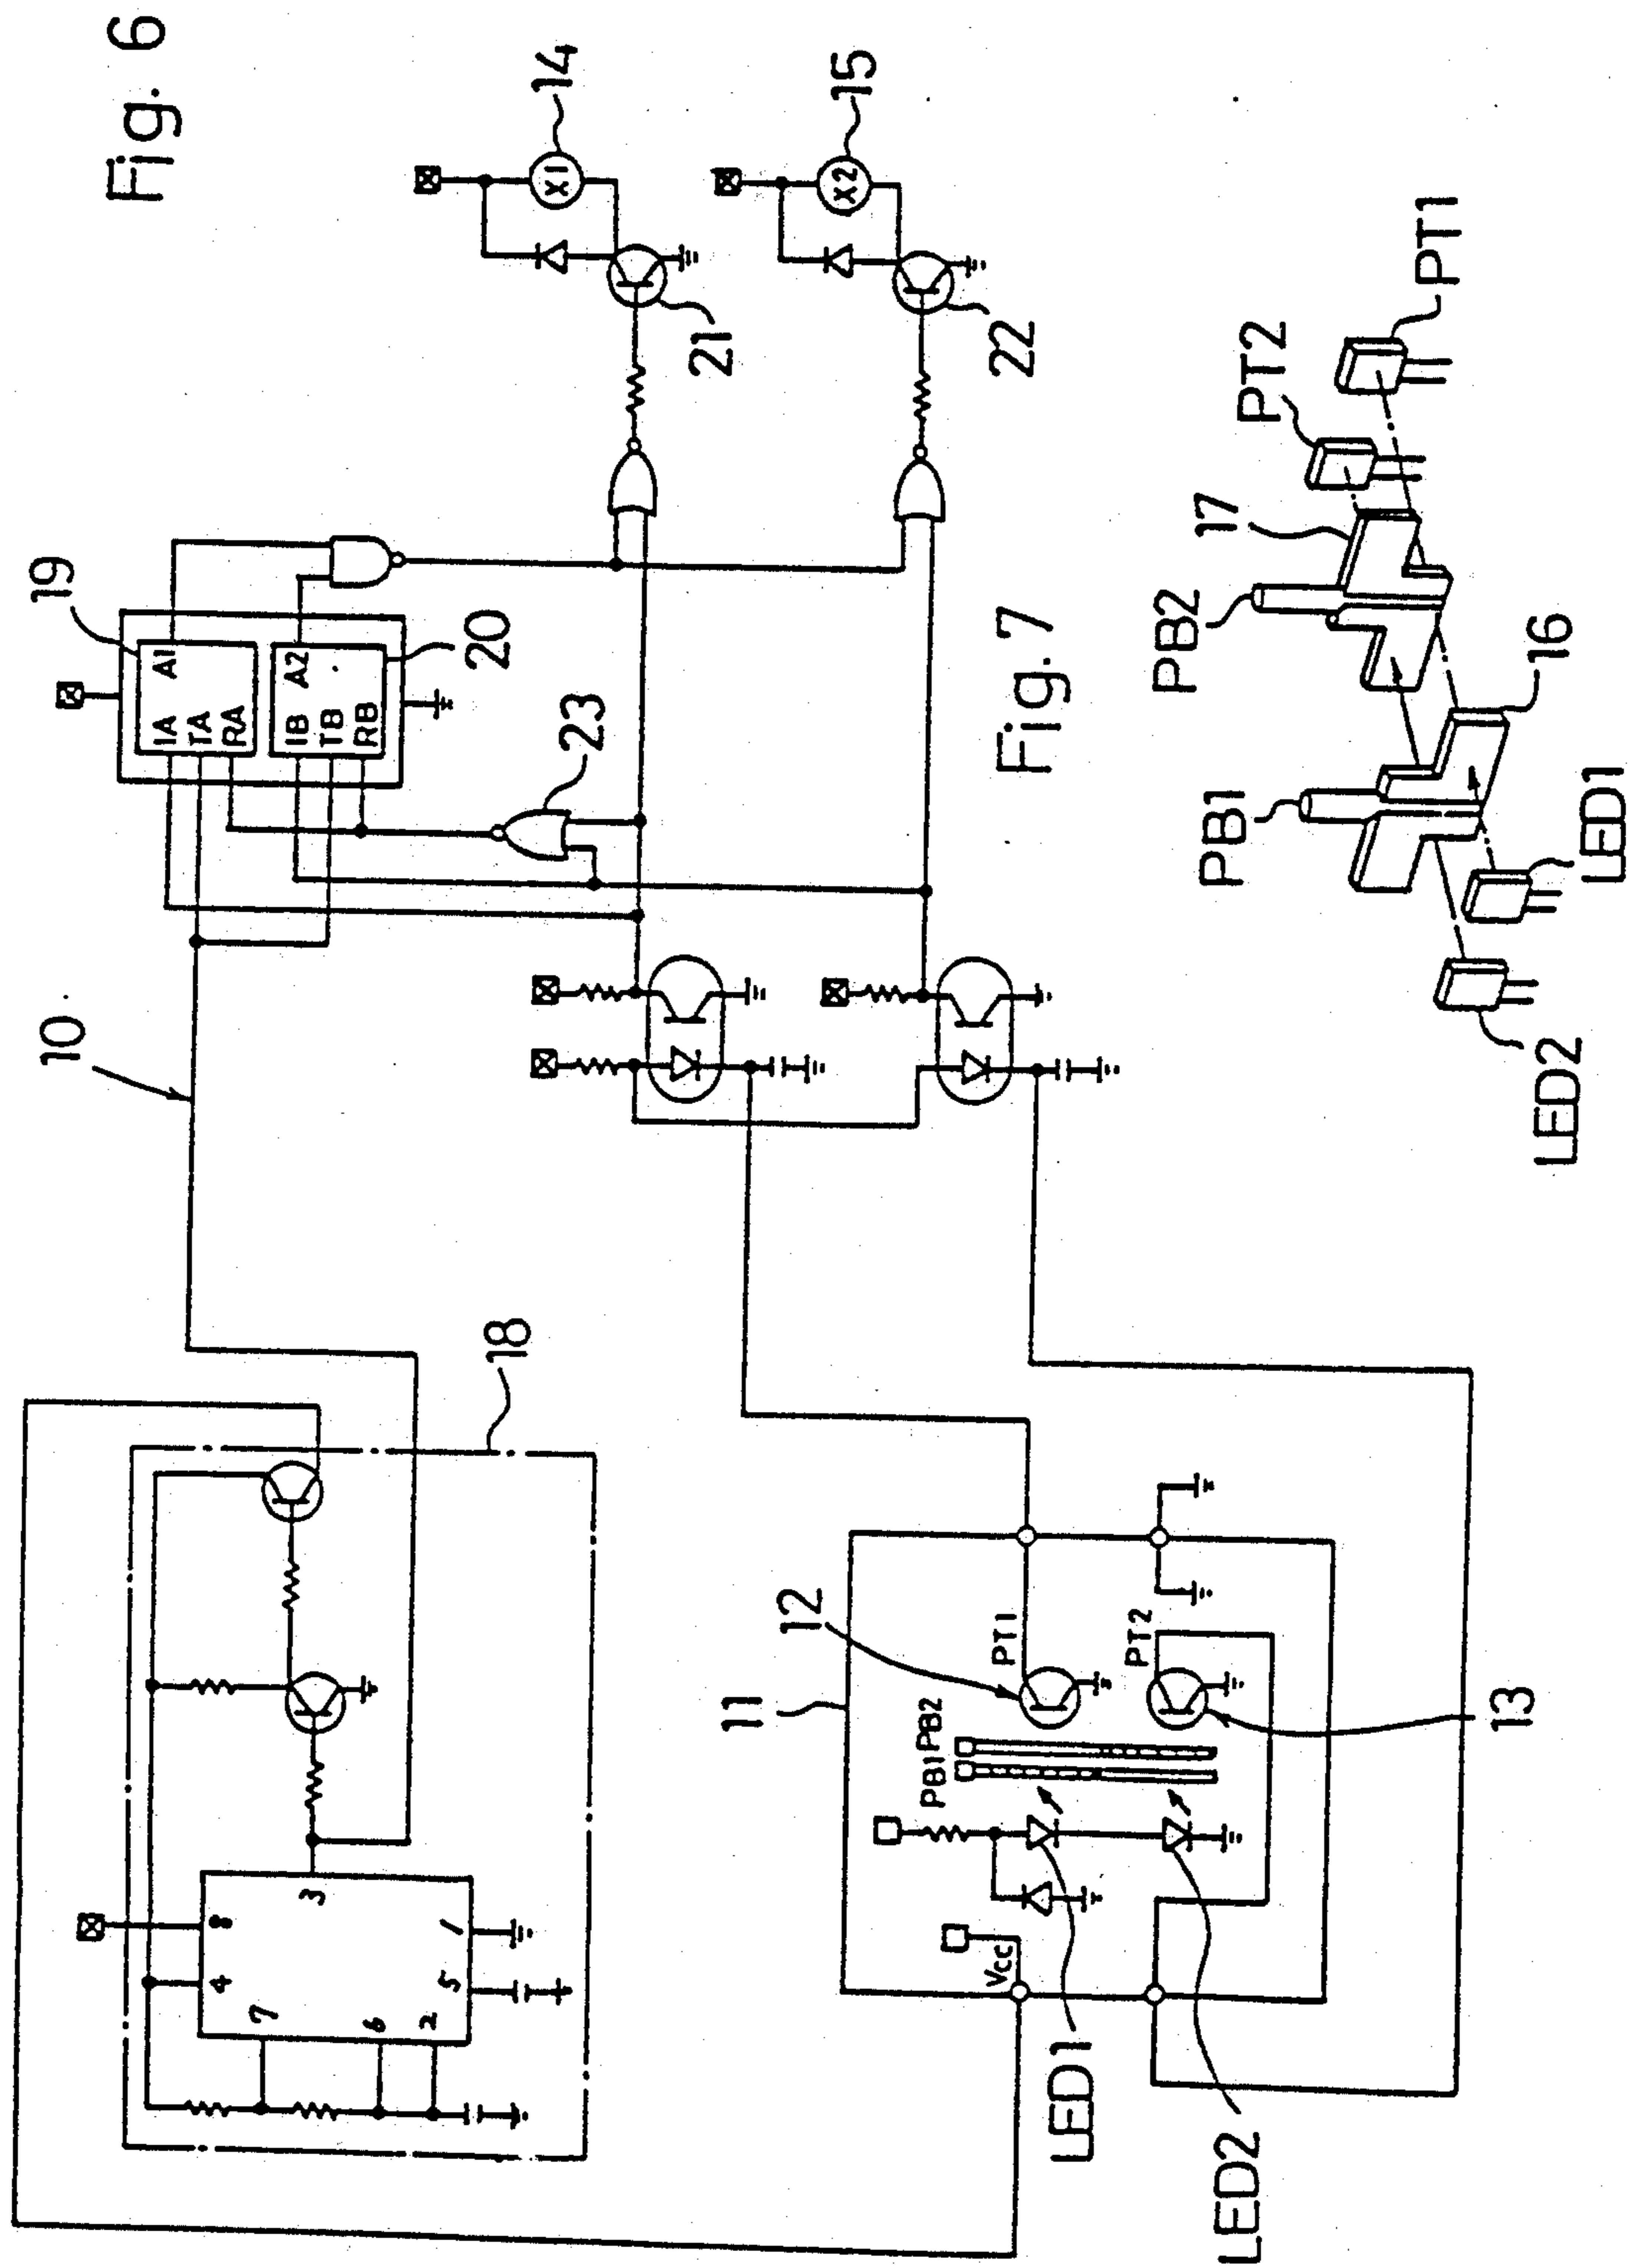 Fig. 6
10
18
8
4
7
6
2
5
1
3
19
IA
TA
RA
A1
20
IB
TB
RB
A2
23
21
X1
14
22
X2
15
11
12
PT1
PT2
13
PB1
PB2
Vcc
LED1
LED2
Fig. 7
PB1
PB2
17
16
PT2
PT1
LED1
LED2